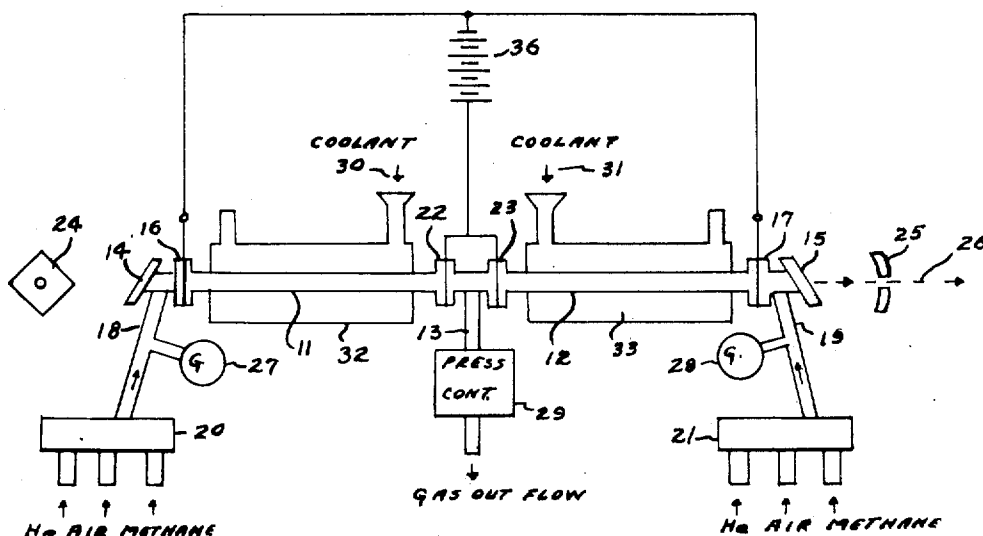 36
COOLANT
30
COOLANT
31
24
14
16
22
23
17
15
25
26
18
G
27
11
32
13
12
33
G.
28
19
PRESS
CONT.
29
20
21
GAS OUT FLOW
He AIR METHANE
He AIR METHANE